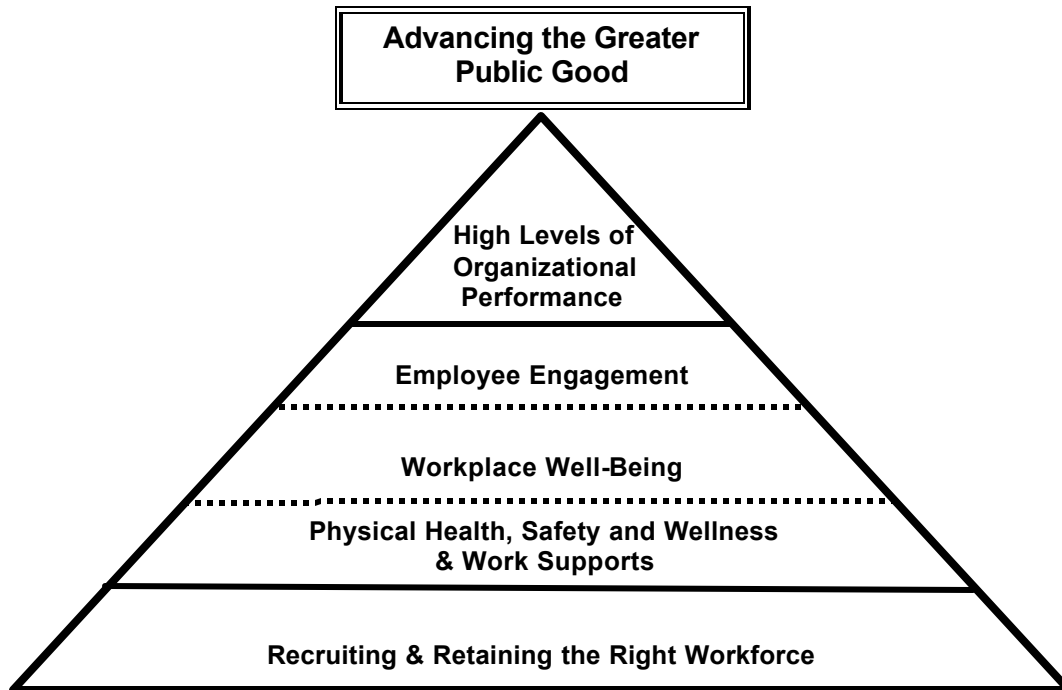 Advancing the Greater
Public Good
High Levels of
Organizational
Performance
Employee Engagement
Workplace Well-Being
Physical Health, Safety and Wellness
& Work Supports
Recruiting & Retaining the Right Workforce